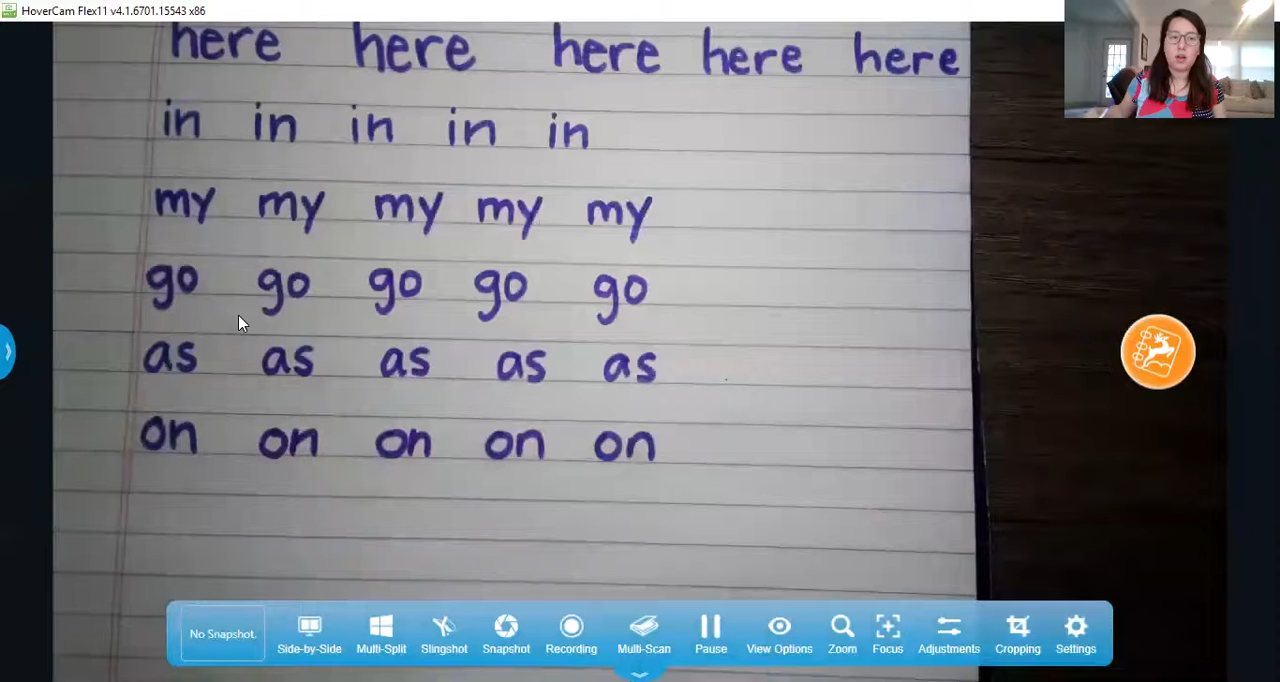 HoverCam Flex11 v4.1.6701.15543 x86
here here here here here
in in in in in
my my my my my
go go go go go
as as as as as
on on on on on
No Snapshot.
Side-by-Side Multi-Split Slingshot Snapshot Recording Multi-Scan Pause View Options Zoom Focus Adjustments Cropping Settings